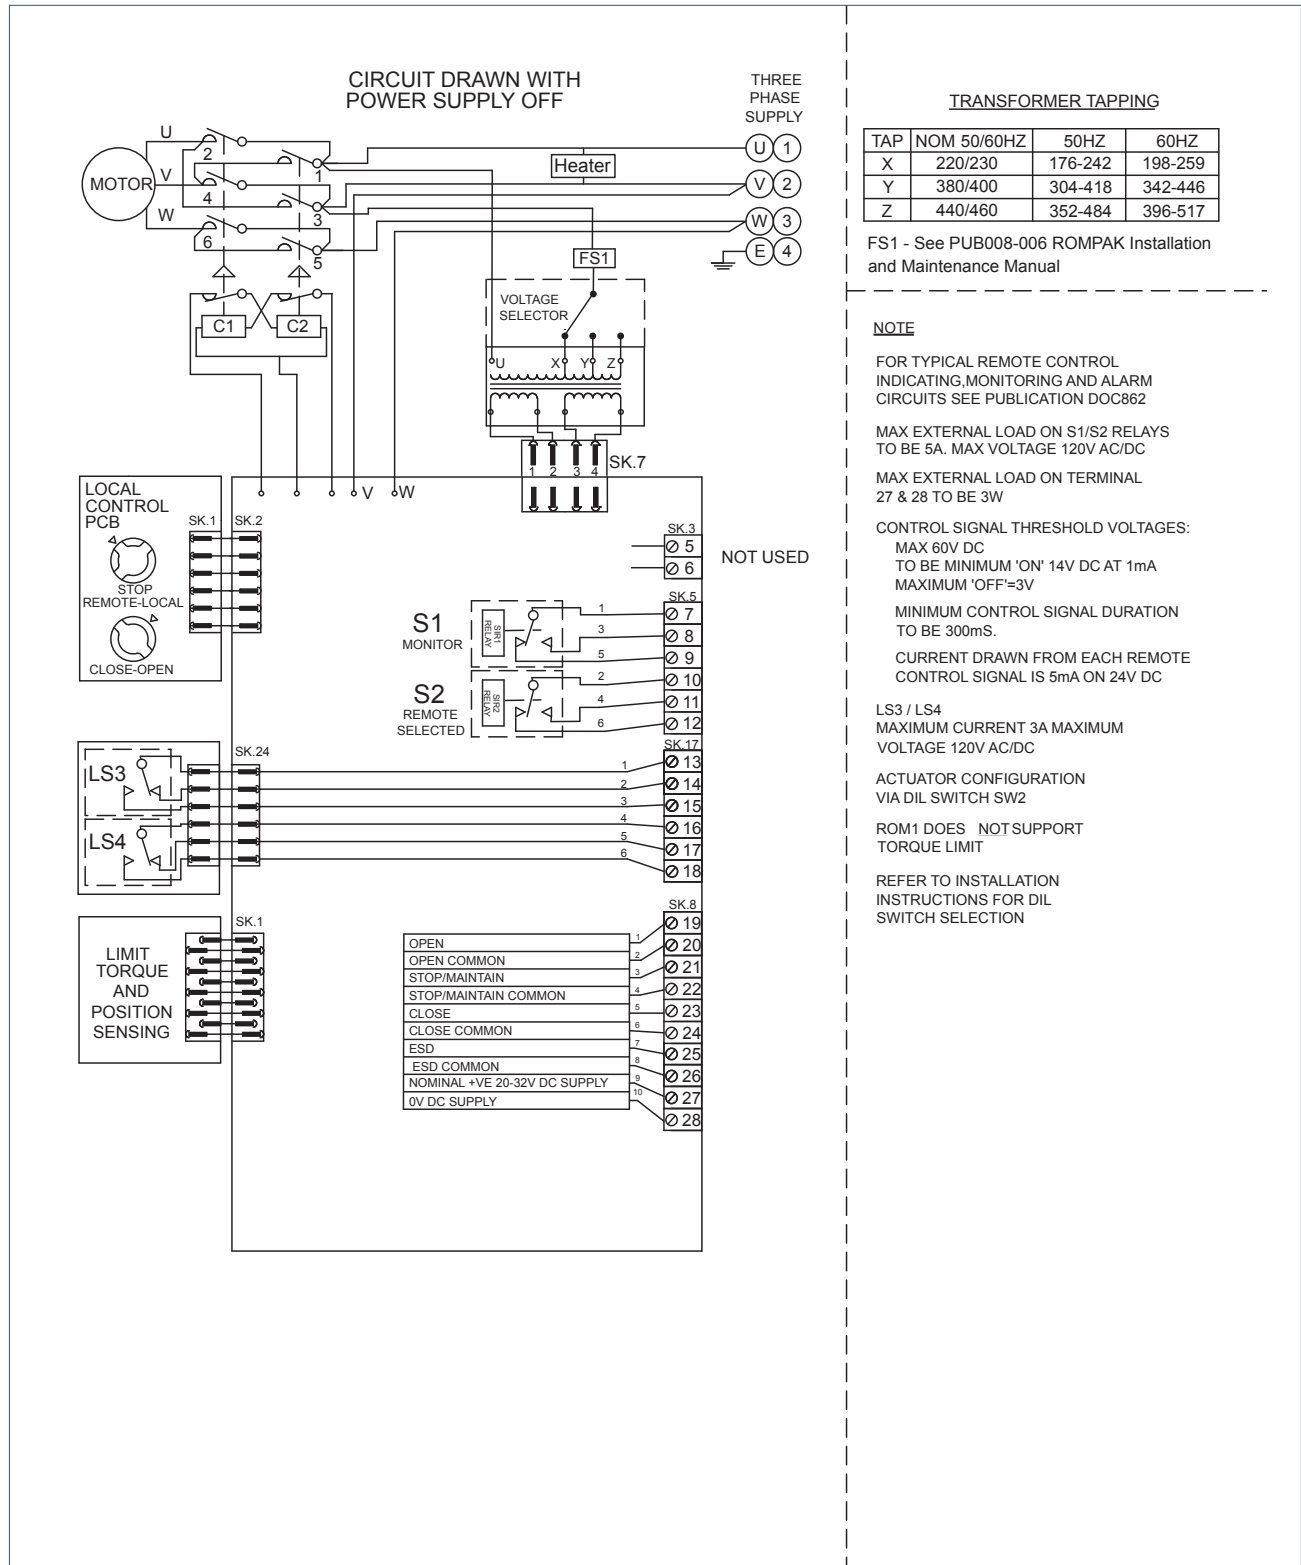 CIRCUIT DRAWN WITH
POWER SUPPLY OFF
THREE
PHASE
SUPPLY
U 1
V 2
W 3
E 4
MOTOR
U
V
W
2
4
6
1
3
5
Heater
FS1
C1
C2
VOLTAGE
SELECTOR
U X Y Z
SK.7
1 2 3 4
V W
LOCAL
CONTROL
PCB
SK.1 SK.2
STOP
REMOTE-LOCAL
CLOSE-OPEN
SK.3
5
6
NOT USED
SK.5
S1
MONITOR
SIR1
RELAY
1 7
3 8
5 9
S2
REMOTE
SELECTED
SIR2
RELAY
2 10
4 11
6 12
SK.17
LS3
LS4
SK.24
1 13
2 14
3 15
4 16
5 17
6 18
LIMIT
TORQUE
AND
POSITION
SENSING
SK.1
SK.8
OPEN 1 19
OPEN COMMON 2 20
STOP/MAINTAIN 3 21
STOP/MAINTAIN COMMON 4 22
CLOSE 5 23
CLOSE COMMON 6 24
ESD 7 25
ESD COMMON 8 26
NOMINAL +VE 20-32V DC SUPPLY 9 27
0V DC SUPPLY 10 28
TRANSFORMER TAPPING
TAP NOM 50/60HZ 50HZ 60HZ
X 220/230 176-242 198-259
Y 380/400 304-418 342-446
Z 440/460 352-484 396-517
FS1 - See PUB008-006 ROMPAK Installation
and Maintenance Manual
NOTE
FOR TYPICAL REMOTE CONTROL
INDICATING,MONITORING AND ALARM
CIRCUITS SEE PUBLICATION DOC862
MAX EXTERNAL LOAD ON S1/S2 RELAYS
TO BE 5A. MAX VOLTAGE 120V AC/DC
MAX EXTERNAL LOAD ON TERMINAL
27 & 28 TO BE 3W
CONTROL SIGNAL THRESHOLD VOLTAGES:
MAX 60V DC
TO BE MINIMUM 'ON' 14V DC AT 1mA
MAXIMUM 'OFF'=3V
MINIMUM CONTROL SIGNAL DURATION
TO BE 300mS.
CURRENT DRAWN FROM EACH REMOTE
CONTROL SIGNAL IS 5mA ON 24V DC
LS3 / LS4
MAXIMUM CURRENT 3A MAXIMUM
VOLTAGE 120V AC/DC
ACTUATOR CONFIGURATION
VIA DIL SWITCH SW2
ROM1 DOES NOT SUPPORT
TORQUE LIMIT
REFER TO INSTALLATION
INSTRUCTIONS FOR DIL
SWITCH SELECTION